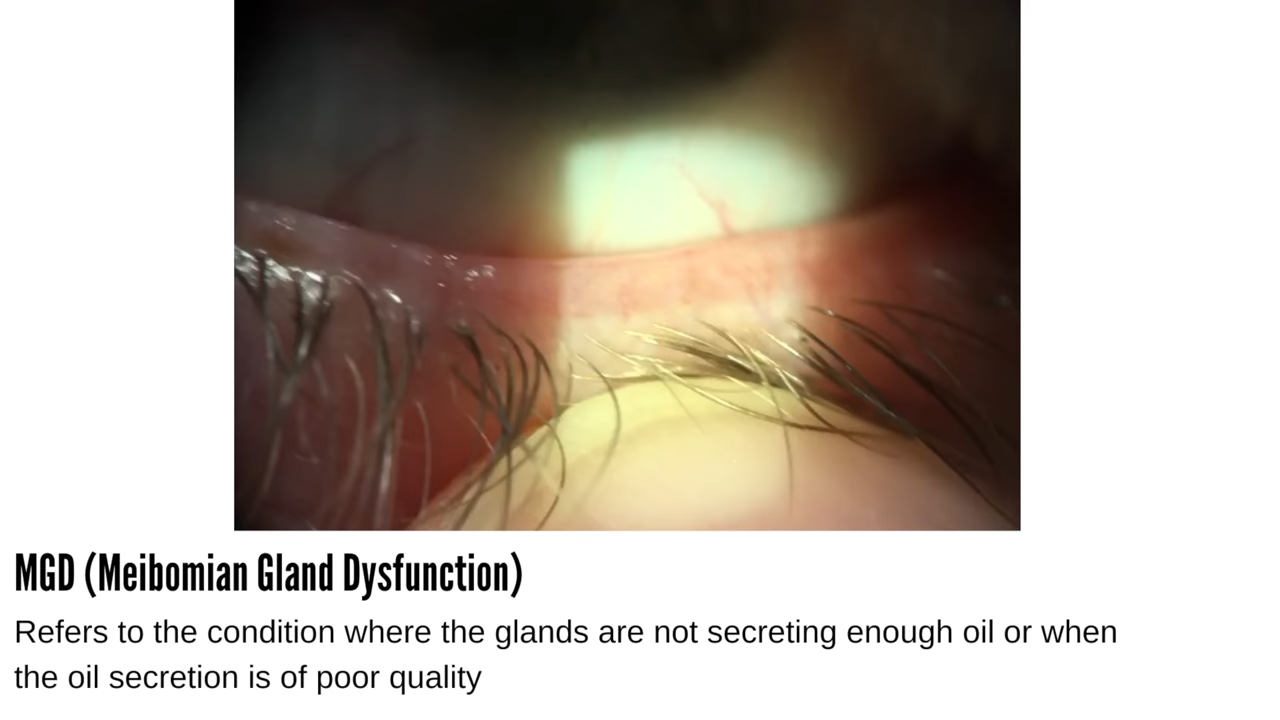 MGD (Meibomian Gland Dysfunction)
Refers to the condition where the glands are not secreting enough oil or when
the oil secretion is of poor quality